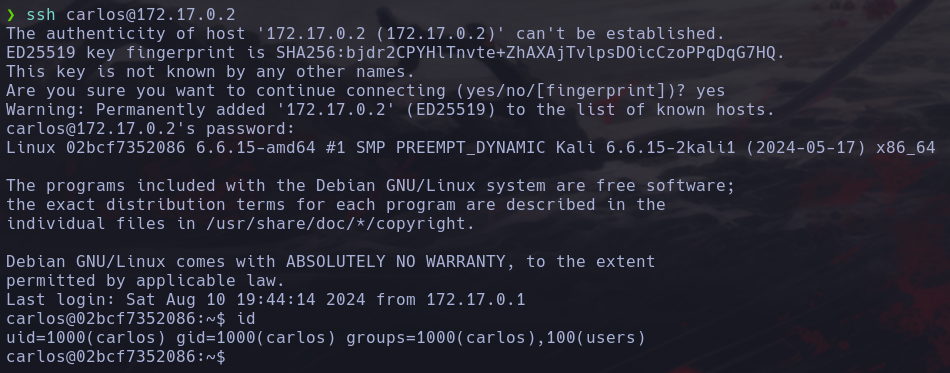 ❯ ssh carlos@172.17.0.2
The authenticity of host '172.17.0.2 (172.17.0.2)' can't be established.
ED25519 key fingerprint is SHA256:bjdr2CPYHlTnvte+ZhAXAjTvlpsDOicCzoPPqDqG7HQ.
This key is not known by any other names.
Are you sure you want to continue connecting (yes/no/[fingerprint])? yes
Warning: Permanently added '172.17.0.2' (ED25519) to the list of known hosts.
carlos@172.17.0.2's password:
Linux 02bcf7352086 6.6.15-amd64 #1 SMP PREEMPT_DYNAMIC Kali 6.6.15-2kali1 (2024-05-17) x86_64

The programs included with the Debian GNU/Linux system are free software;
the exact distribution terms for each program are described in the
individual files in /usr/share/doc/*/copyright.

Debian GNU/Linux comes with ABSOLUTELY NO WARRANTY, to the extent
permitted by applicable law.
Last login: Sat Aug 10 19:44:14 2024 from 172.17.0.1
carlos@02bcf7352086:~$ id
uid=1000(carlos) gid=1000(carlos) groups=1000(carlos),100(users)
carlos@02bcf7352086:~$